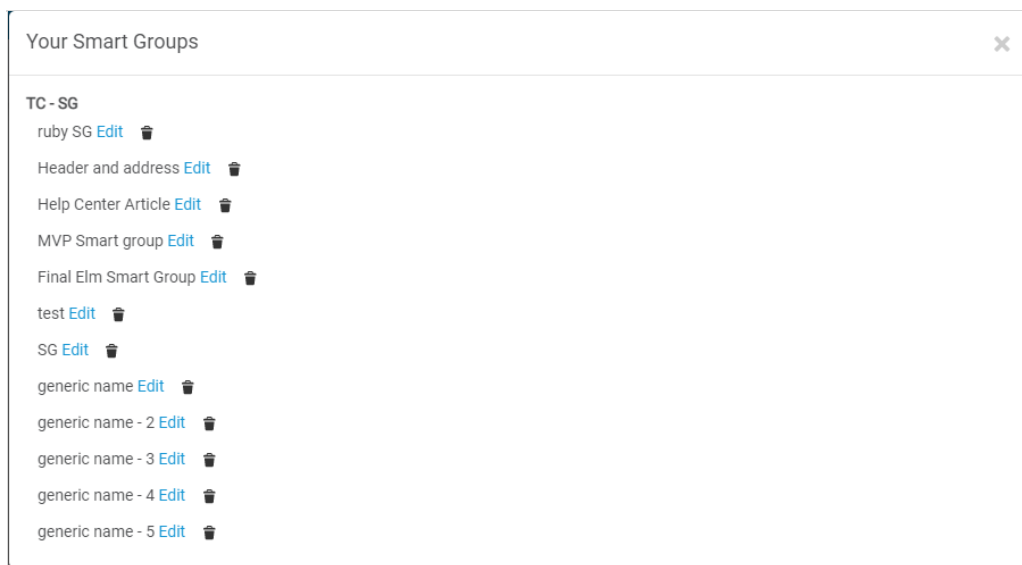 Your Smart Groups
TC - SG
ruby SG Edit
Header and address Edit
Help Center Article Edit
MVP Smart group Edit
Final Elm Smart Group Edit
test Edit
SG Edit
generic name Edit
generic name - 2 Edit
generic name - 3 Edit
generic name - 4 Edit
generic name - 5 Edit